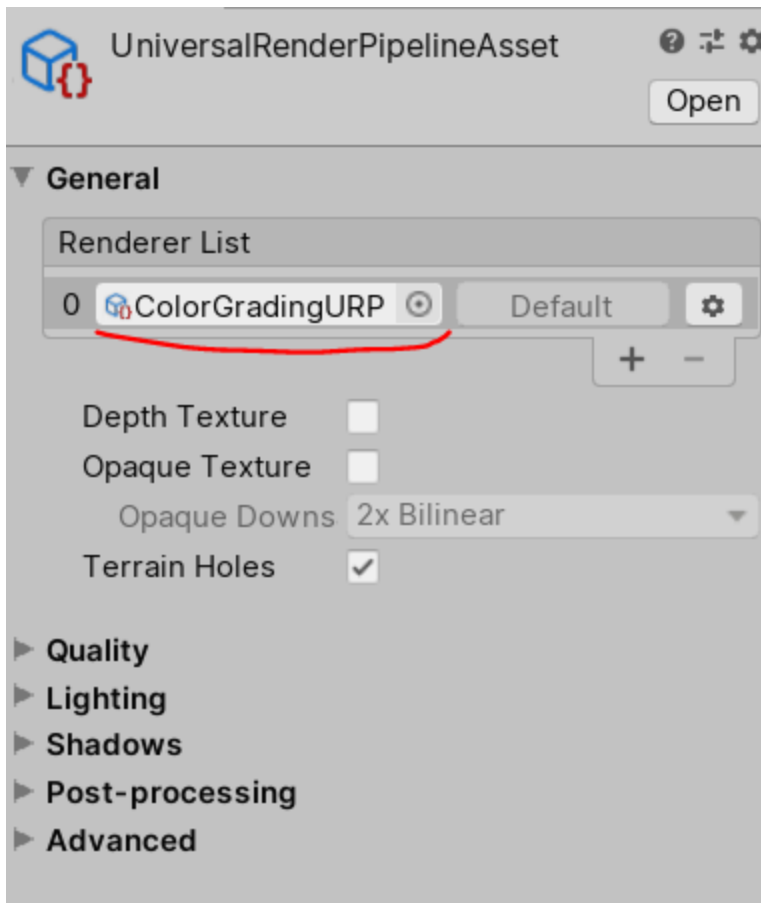 UniversalRenderPipelineAsset
Open
General
Renderer List
0 ColorGradingURP Default
+ −
Depth Texture
Opaque Texture
Opaque Downs 2x Bilinear
Terrain Holes
Quality
Lighting
Shadows
Post-processing
Advanced